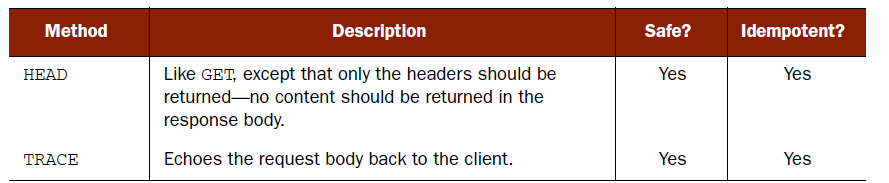 Method Description Safe? Idempotent?
HEAD Like GET, except that only the headers should be Yes Yes
returned—no content should be returned in the
response body.
TRACE Echoes the request body back to the client. Yes Yes